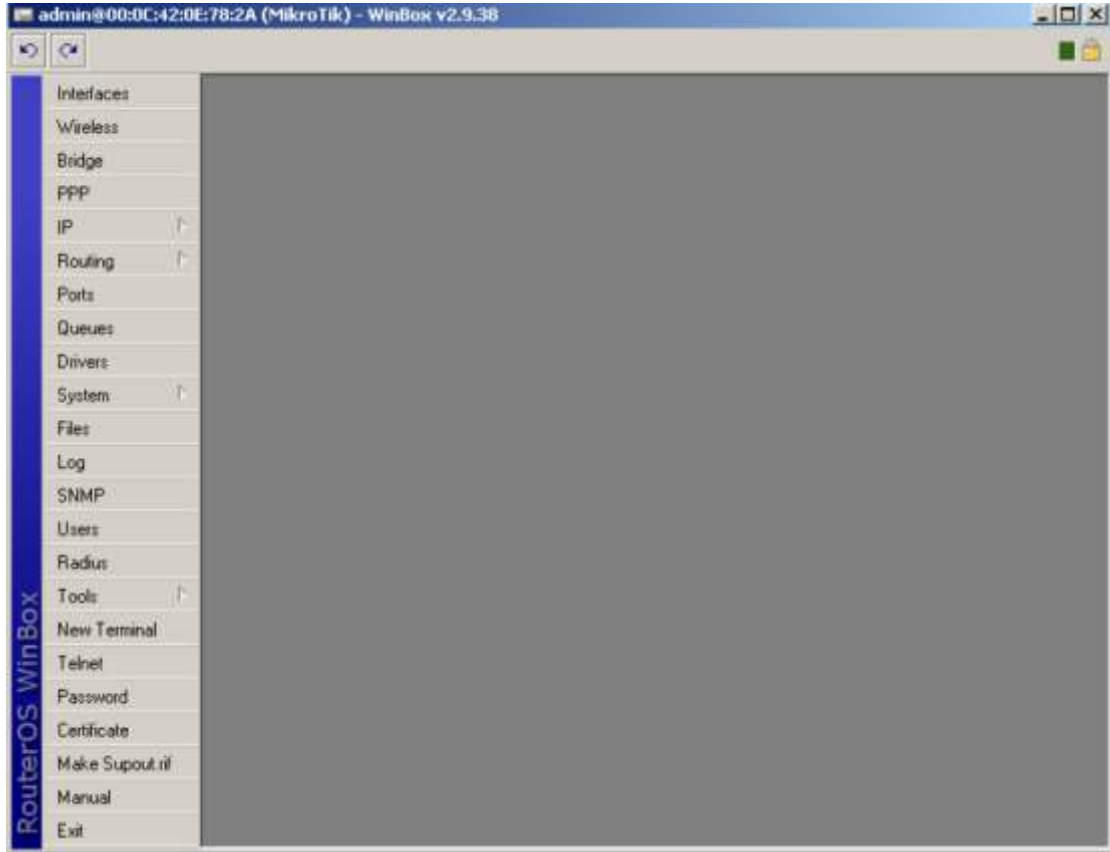 admin@00:0C:42:0E:78:2A (MikroTik) - WinBox v2.9.38
Interfaces
Wireless
Bridge
PPP
IP
Routing
Ports
Queues
Drivers
System
Files
Log
SNMP
Users
Radius
Tools
New Terminal
Telnet
Password
Certificate
Make Supout.rif
Manual
Exit
RouterOS WinBox